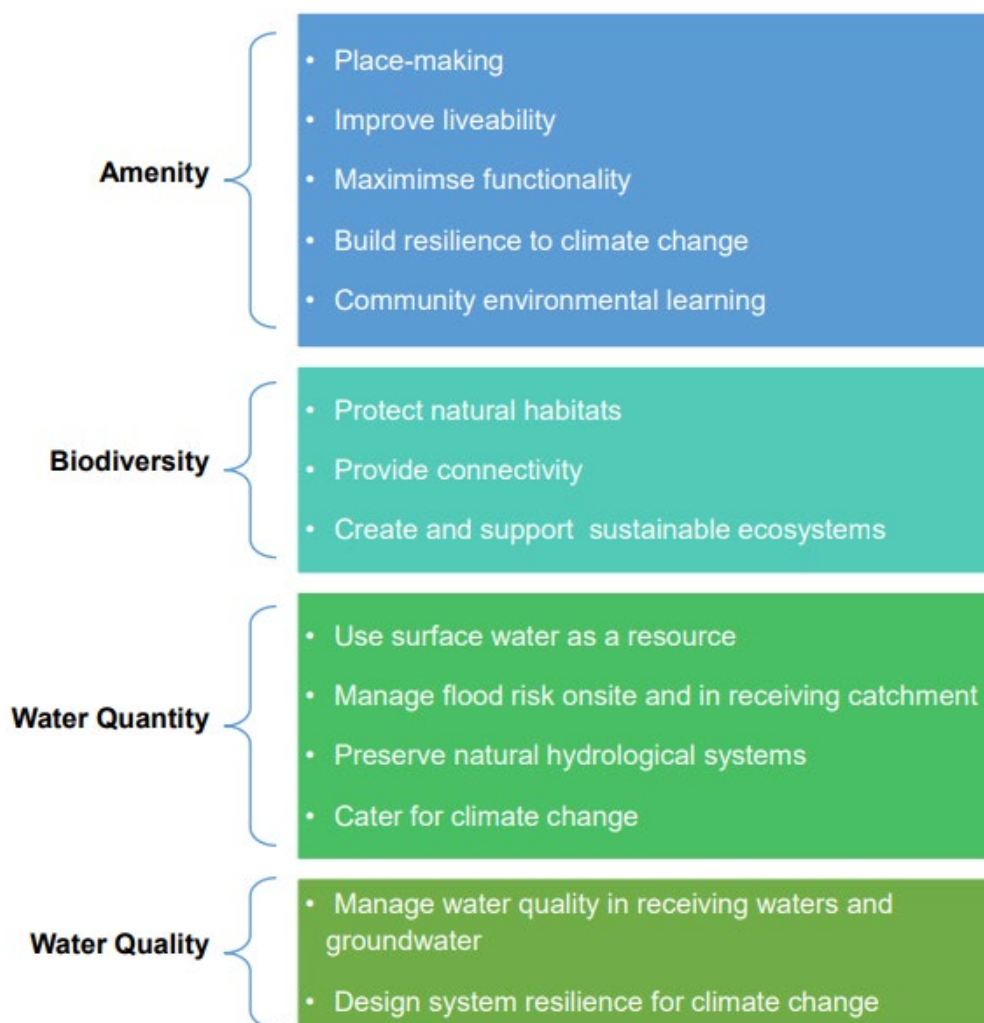 Amenity
• Place-making
• Improve liveability
• Maximimse functionality
• Build resilience to climate change
• Community environmental learning
Biodiversity
• Protect natural habitats
• Provide connectivity
• Create and support  sustainable ecosystems
Water Quantity
• Use surface water as a resource
• Manage flood risk onsite and in receiving catchment
• Preserve natural hydrological systems
• Cater for climate change
Water Quality
• Manage water quality in receiving waters and
groundwater
• Design system resilience for climate change